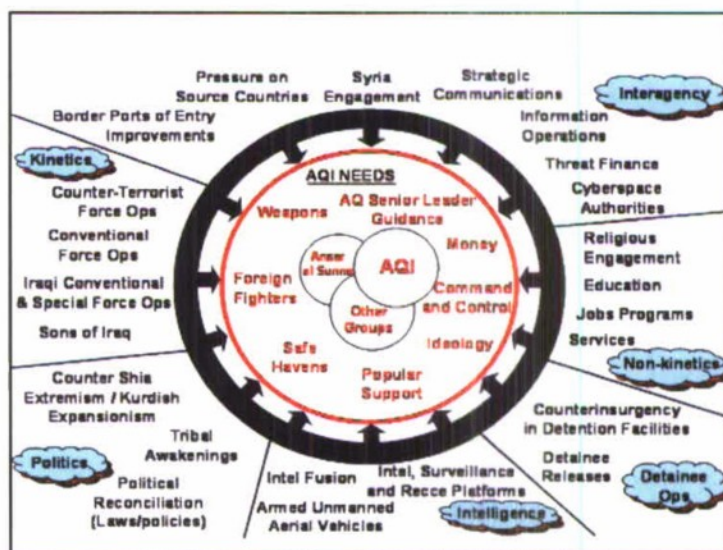 Pressure on
Source Countries
Syria
Engagement
Strategic
Communications
Interagency
Border Ports of Entry
Improvements
Information
Operations
Kinetics
Threat Finance
Cyberspace
Authorities
Counter-Terrorist
Force Ops
Conventional
Force Ops
Iraqi Conventional
& Special Force Ops
Sons of Iraq
AQI NEEDS
Weapons
AQ Senior Leader
Guidance
Money
Ansar
al Sunna
AQI
Foreign
Fighters
Command
and Control
Other
Groups
Safe
Havens
Ideology
Popular
Support
Religious
Engagement
Education
Jobs Programs
Services
Non-kinetics
Counter Shia
Extremism / Kurdish
Expansionism
Tribal
Awakenings
Politics
Political
Reconciliation
(Laws/policies)
Intel Fusion
Armed Unmanned
Aerial Vehicles
Intel, Surveillance
and Recce Platforms
Intelligence
Counterinsurgency
in Detention Facilities
Detainee
Releases
Detainee
Ops